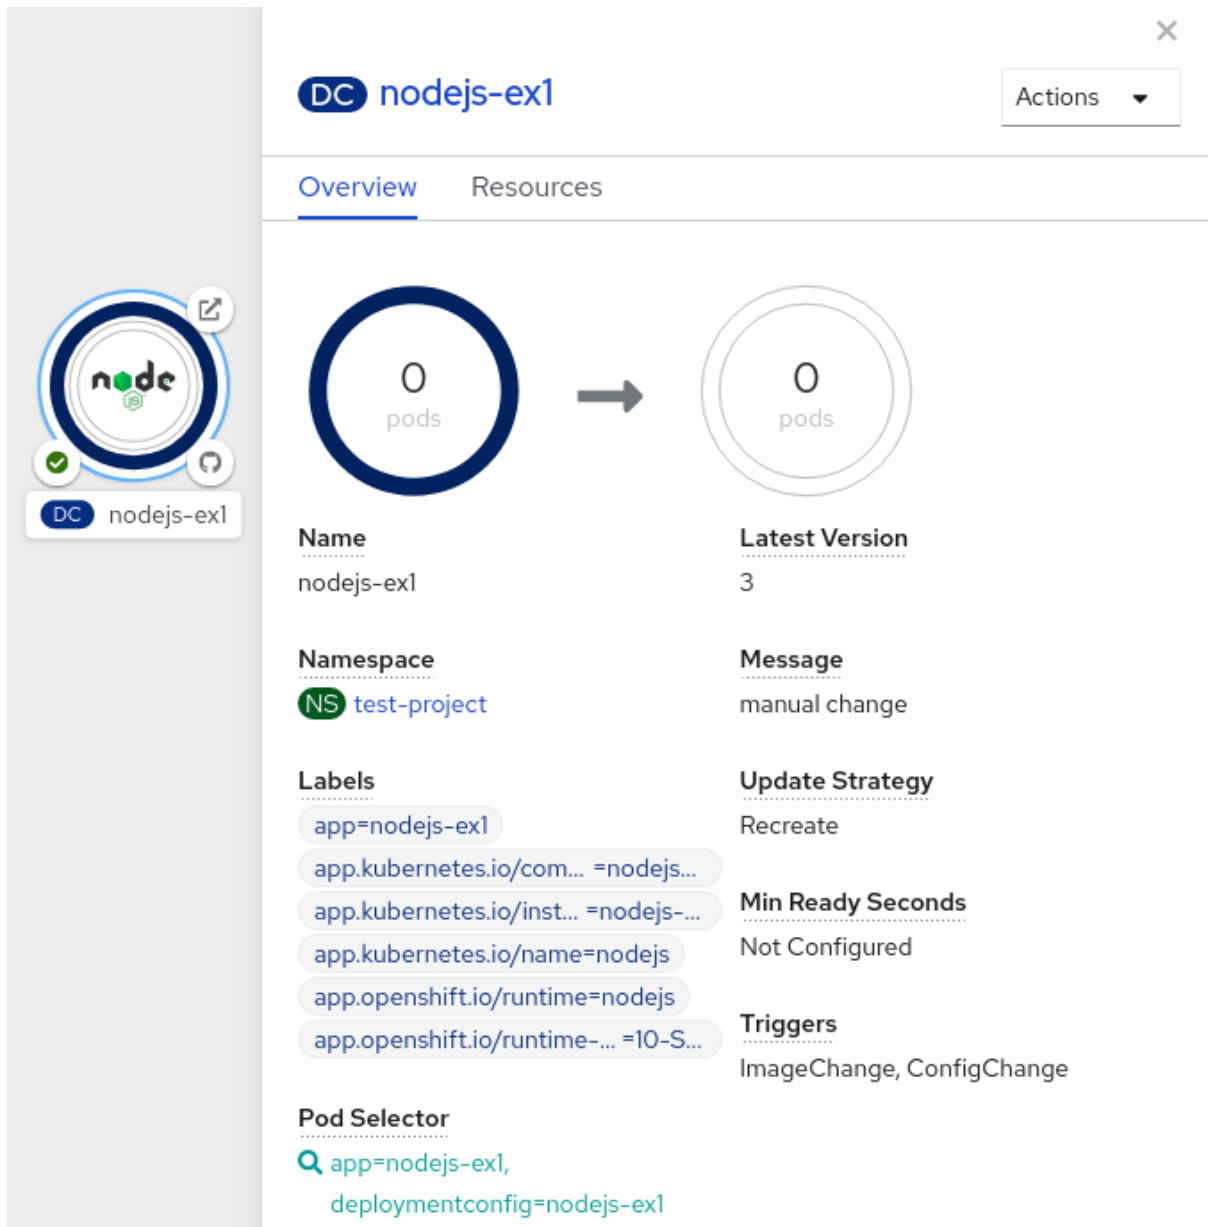 DC nodejs-ex1
Actions
Overview Resources
node
JS
DC nodejs-ex1
0
pods
0
pods
Name
nodejs-ex1
Latest Version
3
Namespace
NS test-project
Message
manual change
Labels
app=nodejs-ex1
app.kubernetes.io/com... =nodejs...
app.kubernetes.io/inst... =nodejs-...
app.kubernetes.io/name=nodejs
app.openshift.io/runtime=nodejs
app.openshift.io/runtime-... =10-S...
Update Strategy
Recreate
Min Ready Seconds
Not Configured
Triggers
ImageChange, ConfigChange
Pod Selector
app=nodejs-ex1,
deploymentconfig=nodejs-ex1